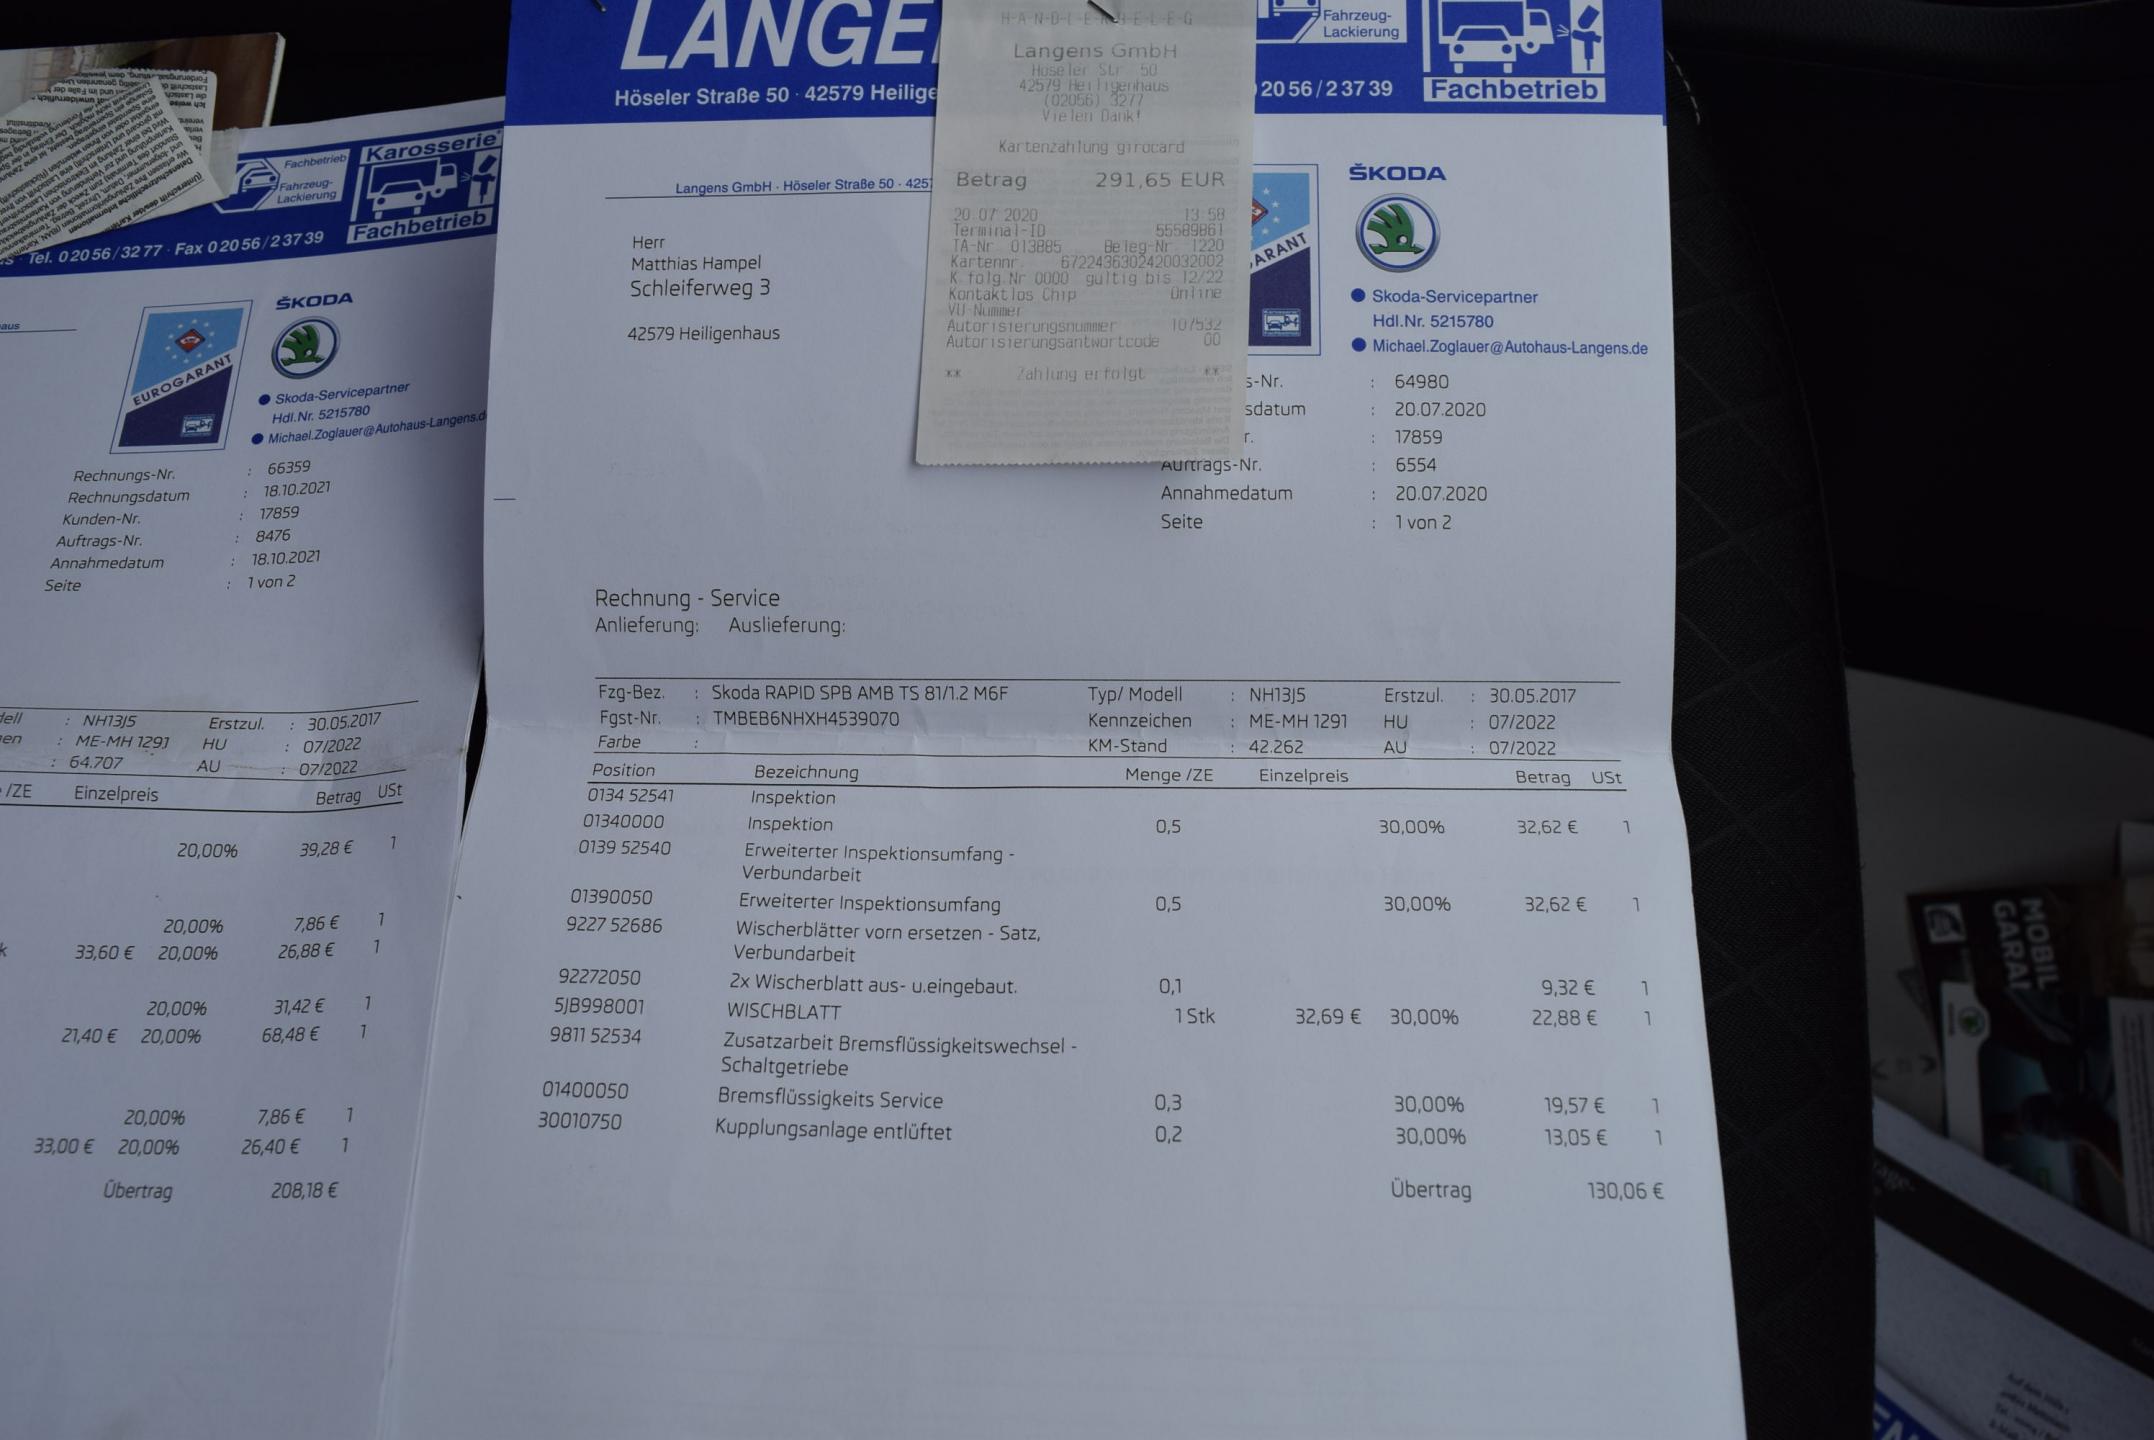 LANGE
Höseler Straße 50 · 42579 Heilige
2056/23739
Fahrzeug-
Lackierung
Fachbetrieb
H-A-N-D-L-E-R-B-E-L-E-G
Langens GmbH
Höseler Str. 50
42579 Heiligenhaus
(02056) 3277
Vielen Dank!
Kartenzahlung girocard
Betrag 291,65 EUR
20.07.2020 13:58
Terminal-ID 55589861
TA-Nr. 013885 Beleg-Nr. 1220
Kartennr. 6722436302420032002
K.folg.Nr 0000 gültig bis 12/22
Kontaktlos Chip Online
VU-Nummer
Autorisierungsnummer 107532
Autorisierungsantwortcode 00
** Zahlung erfolgt **
Langens GmbH · Höseler Straße 50 · 425
Herr
Matthias Hampel
Schleiferweg 3
42579 Heiligenhaus
ARANT
ŠKODA
Skoda-Servicepartner
Hdl.Nr. 5215780
Michael.Zoglauer@Autohaus-Langens.de
s-Nr. : 64980
sdatum : 20.07.2020
r. : 17859
Auftrags-Nr. : 6554
Annahmedatum : 20.07.2020
Seite : 1 von 2
Rechnung - Service
Anlieferung: Auslieferung:
Fzg-Bez. : Skoda RAPID SPB AMB TS 81/1.2 M6F Typ/ Modell : NH13J5 Erstzul. : 30.05.2017
Fgst-Nr. : TMBEB6NHXH4539070 Kennzeichen : ME-MH 1291 HU : 07/2022
Farbe : KM-Stand : 42.262 AU : 07/2022
Position Bezeichnung Menge /ZE Einzelpreis Betrag USt
0134 52541 Inspektion
01340000 Inspektion 0,5 30,00% 32,62 € 1
0139 52540 Erweiterter Inspektionsumfang -
Verbundarbeit
01390050 Erweiterter Inspektionsumfang 0,5 30,00% 32,62 € 1
9227 52686 Wischerblätter vorn ersetzen - Satz,
Verbundarbeit
92272050 2x Wischerblatt aus- u.eingebaut. 0,1 9,32 € 1
5JB998001 WISCHBLATT 1 Stk 32,69 € 30,00% 22,88 € 1
9811 52534 Zusatzarbeit Bremsflüssigkeitswechsel -
Schaltgetriebe
01400050 Bremsflüssigkeits Service 0,3 30,00% 19,57 € 1
30010750 Kupplungsanlage entlüftet 0,2 30,00% 13,05 € 1
Übertrag 130,06 €
Karosserie
Fachbetrieb
Fahrzeug-
Lackierung
Fachbetrieb
Tel. 02056/3277 · Fax 02056/23739
aus
EUROGARANT
ŠKODA
Skoda-Servicepartner
Hdl.Nr. 5215780
Michael.Zoglauer@Autohaus-Langens.de
Rechnungs-Nr. : 66359
Rechnungsdatum : 18.10.2021
Kunden-Nr. : 17859
Auftrags-Nr. : 8476
Annahmedatum : 18.10.2021
Seite : 1 von 2
dell : NH13J5 Erstzul. : 30.05.2017
en : ME-MH 1291 HU : 07/2022
: 64.707 AU : 07/2022
/ZE Einzelpreis Betrag USt
20,00% 39,28 € 1
20,00% 7,86 € 1
k 33,60 € 20,00% 26,88 € 1
20,00% 31,42 € 1
21,40 € 20,00% 68,48 € 1
20,00% 7,86 € 1
33,00 € 20,00% 26,40 € 1
Übertrag 208,18 €
MOBIL
GARA